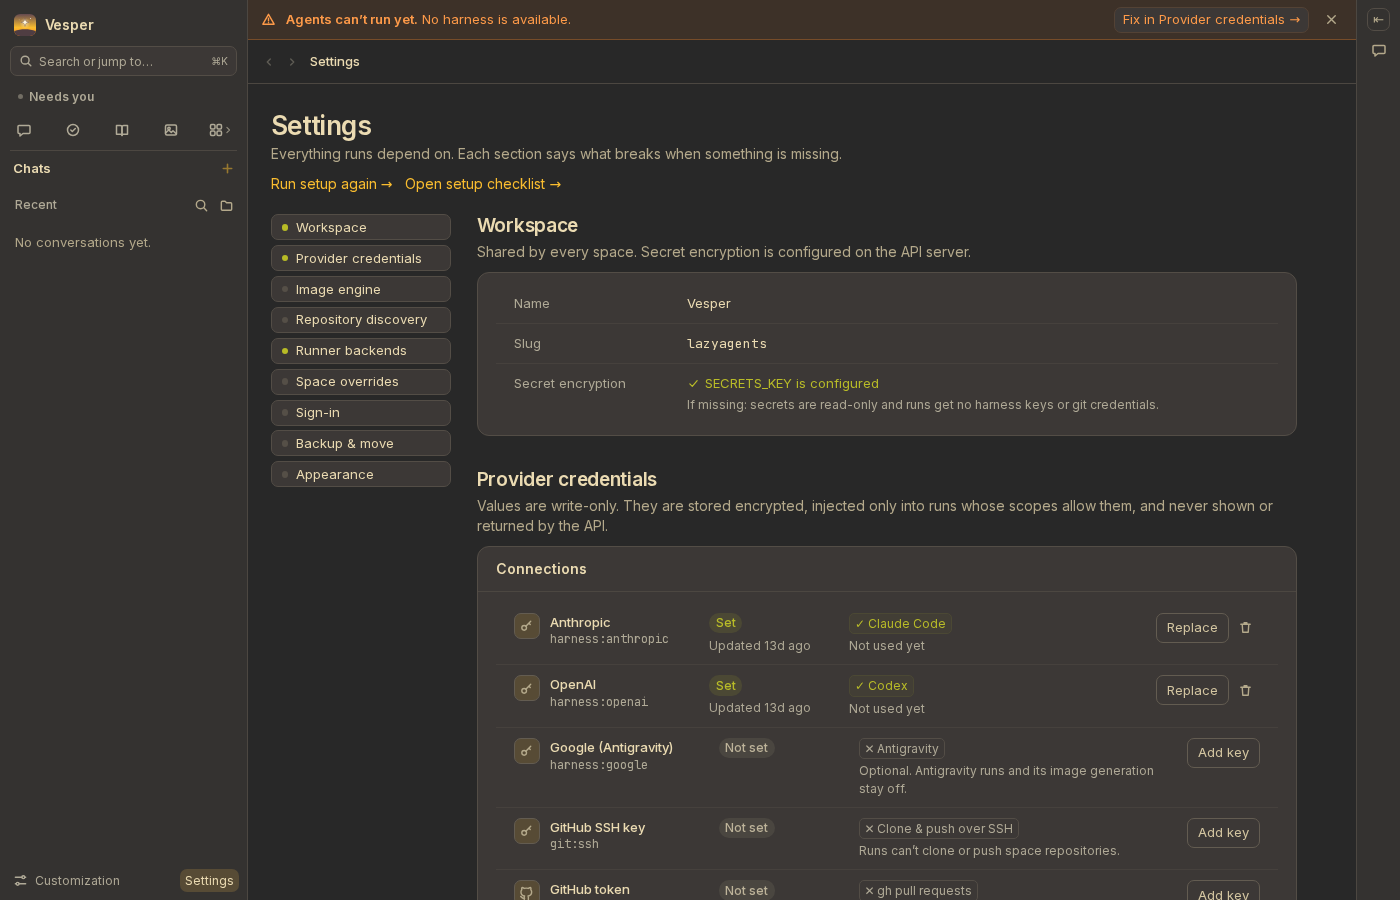 Vesper
Search or jump to… ⌘K
Needs you
Chats
Recent
No conversations yet.
Customization
Settings
Agents can't run yet. No harness is available.
Fix in Provider credentials →
Settings
Settings
Everything runs depend on. Each section says what breaks when something is missing.
Run setup again → Open setup checklist →
Workspace
Provider credentials
Image engine
Repository discovery
Runner backends
Space overrides
Sign-in
Backup & move
Appearance
Workspace
Shared by every space. Secret encryption is configured on the API server.
Name Vesper
Slug lazyagents
Secret encryption ✓ SECRETS_KEY is configured
If missing: secrets are read-only and runs get no harness keys or git credentials.
Provider credentials
Values are write-only. They are stored encrypted, injected only into runs whose scopes allow them, and never shown or
returned by the API.
Connections
Anthropic Set ✓ Claude Code Replace
harness:anthropic Updated 13d ago Not used yet
OpenAI Set ✓ Codex Replace
harness:openai Updated 13d ago Not used yet
Google (Antigravity) Not set ✕ Antigravity Add key
harness:google Optional. Antigravity runs and its image generation
stay off.
GitHub SSH key Not set ✕ Clone & push over SSH Add key
git:ssh Runs can't clone or push space repositories.
GitHub token Not set ✕ gh pull requests Add key